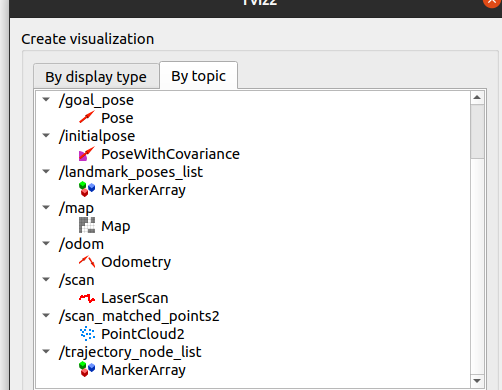 rviz2
Create visualization
By display type
By topic
/goal_pose
Pose
/initialpose
PoseWithCovariance
/landmark_poses_list
MarkerArray
/map
Map
/odom
Odometry
/scan
LaserScan
/scan_matched_points2
PointCloud2
/trajectory_node_list
MarkerArray